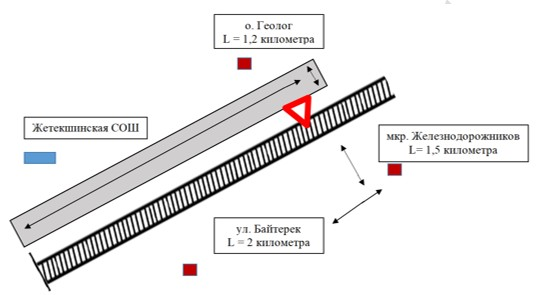 о. Геолог
L = 1,2 километра
Жетекшинская СОШ
мкр. Железнодорожников
L= 1,5 километра
ул. Байтерек
L = 2 километра